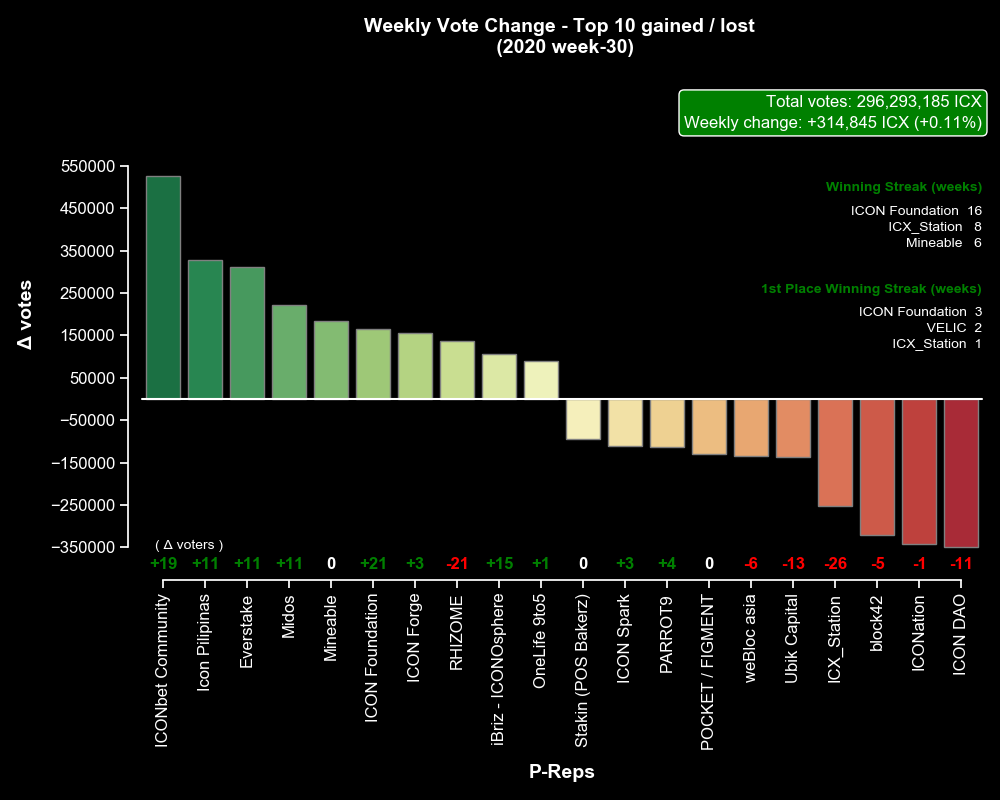 Weekly Vote Change - Top 10 gained / lost
(2020 week-30)
Total votes: 296,293,185 ICX
Weekly change: +314,845 ICX (+0.11%)
Winning Streak (weeks)
ICON Foundation 16
ICX_Station 8
Mineable 6
1st Place Winning Streak (weeks)
ICON Foundation 3
VELIC 2
ICX_Station 1
Δ votes
550000
450000
350000
250000
150000
50000
−50000
−150000
−250000
−350000
( Δ voters )
+19 +11 +11 +11 0 +21 +3 -21 +15 +1 0 +3 +4 0 -6 -13 -26 -5 -1 -11
ICONbet Community
Icon Pilipinas
Everstake
Midos
Mineable
ICON Foundation
ICON Forge
RHIZOME
iBriz - ICONOsphere
OneLife 9to5
Stakin (POS Bakerz)
ICON Spark
PARROT9
POCKET / FIGMENT
weBloc asia
Ubik Capital
ICX_Station
block42
ICONation
ICON DAO
P-Reps